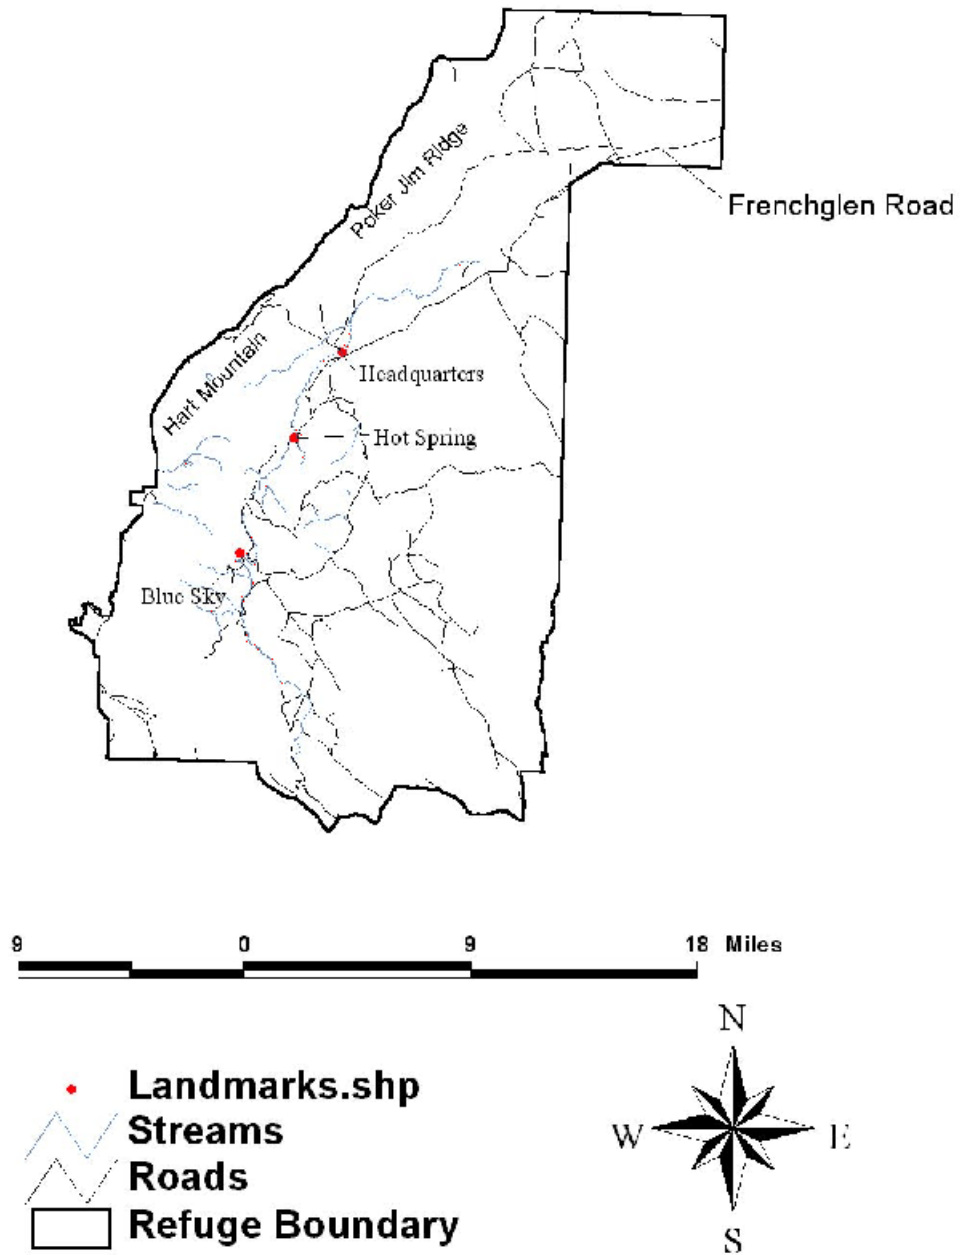 Poker Jim Ridge
Frenchglen Road
Hart Mountain
Headquarters
Hot Spring
Blue Sky
9 0 9 18 Miles
N
W E
S
Landmarks.shp
Streams
Roads
Refuge Boundary